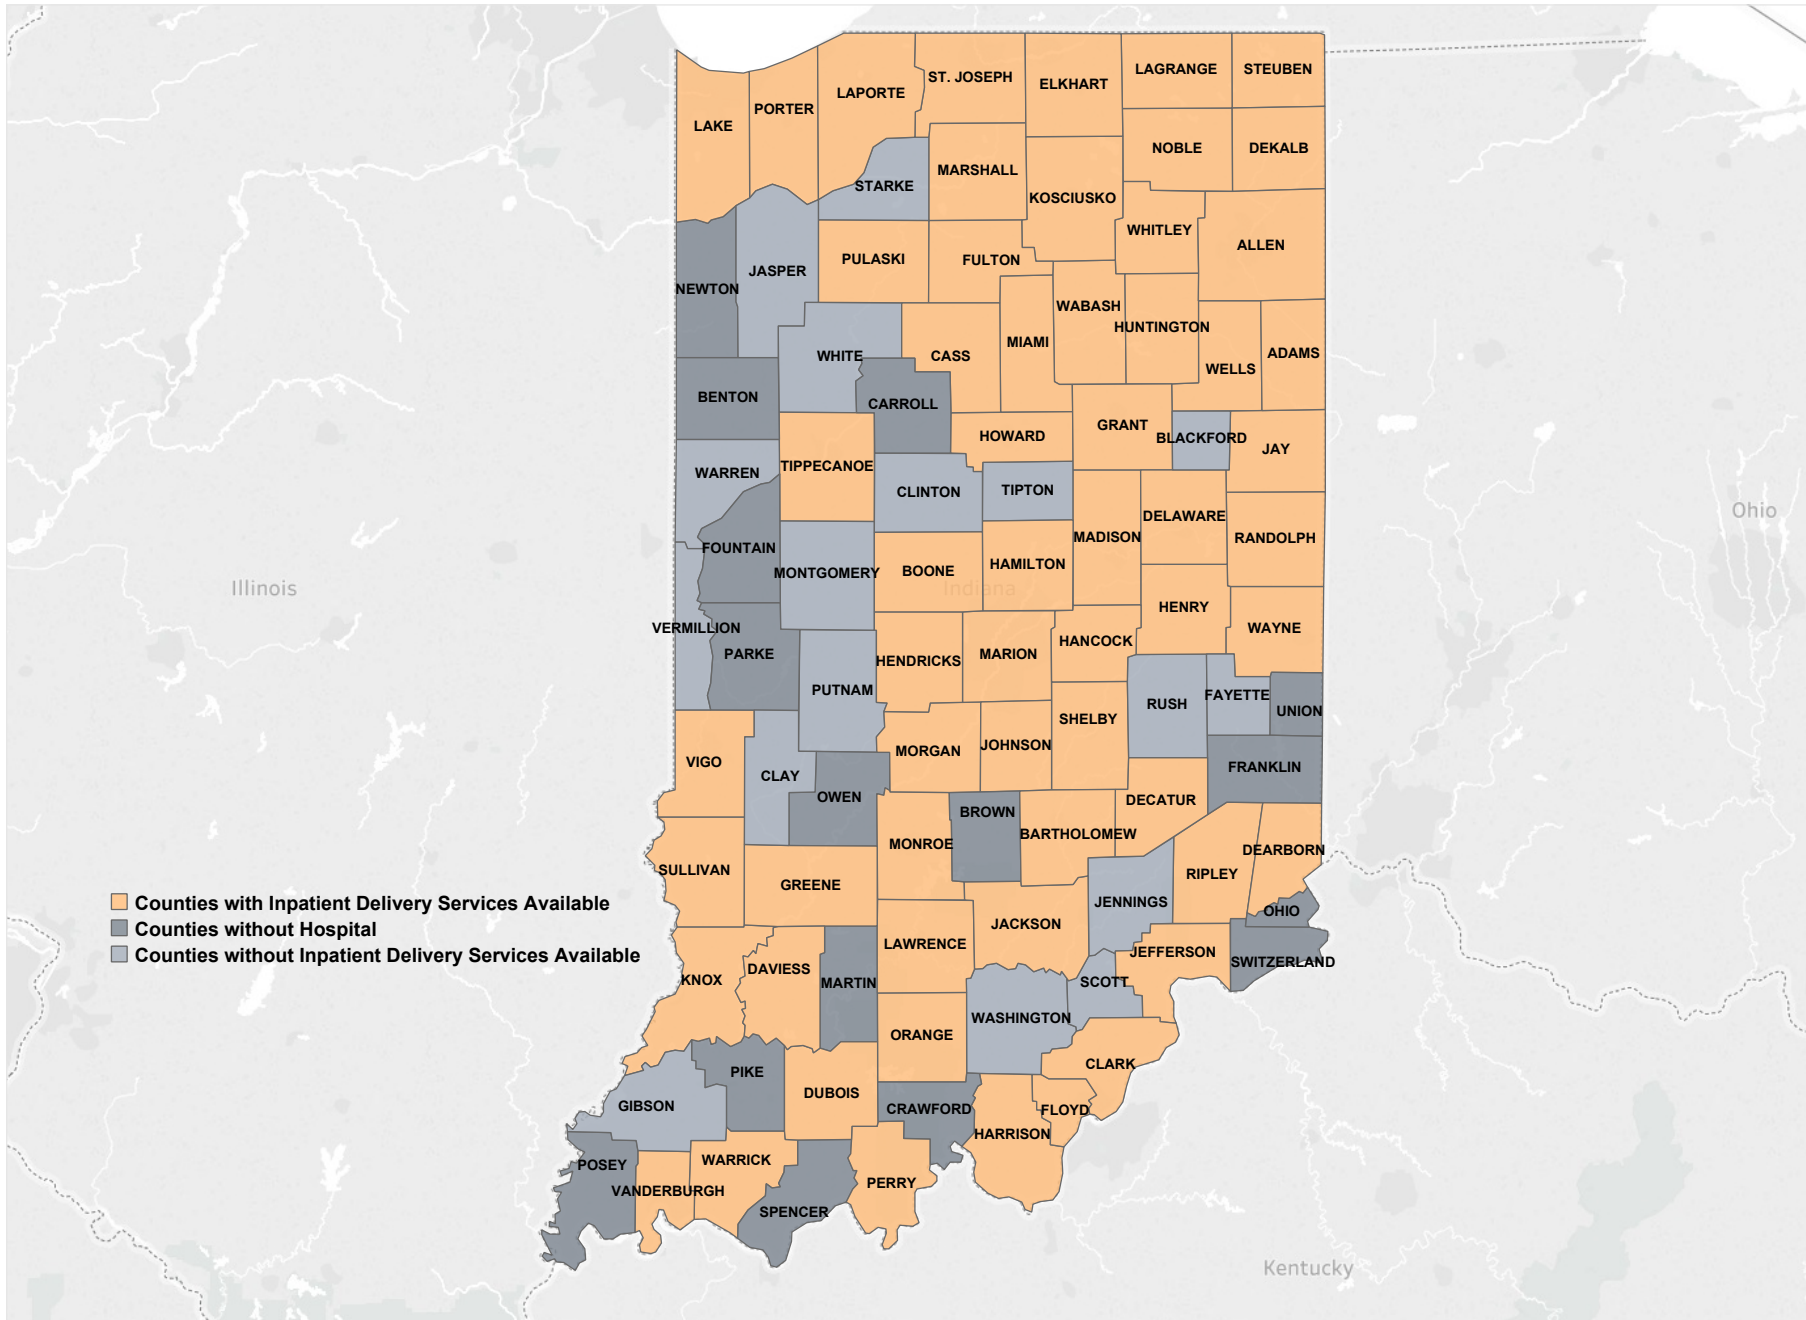 ST. JOSEPH
LAGRANGE
STEUBEN
ELKHART
LAPORTE
PORTER
LAKE
NOBLE
DEKALB
MARSHALL
STARKE
KOSCIUSKO
WHITLEY
ALLEN
PULASKI
FULTON
JASPER
NEWTON
WABASH
HUNTINGTON
MIAMI
WHITE
CASS
ADAMS
WELLS
BENTON
CARROLL
GRANT
HOWARD
BLACKFORD
JAY
TIPPECANOE
WARREN
CLINTON
TIPTON
Ohio
DELAWARE
MADISON
RANDOLPH
FOUNTAIN
MONTGOMERY
BOONE
HAMILTON
Illinois
Indiana
HENRY
VERMILLION
WAYNE
HANCOCK
PARKE
HENDRICKS
MARION
PUTNAM
RUSH
FAYETTE
UNION
SHELBY
MORGAN
JOHNSON
VIGO
CLAY
FRANKLIN
OWEN
DECATUR
BROWN
BARTHOLOMEW
MONROE
DEARBORN
SULLIVAN
RIPLEY
GREENE
Counties with Inpatient Delivery Services Available
Counties without Hospital
Counties without Inpatient Delivery Services Available
JENNINGS
OHIO
JACKSON
LAWRENCE
JEFFERSON
SWITZERLAND
DAVIESS
KNOX
MARTIN
SCOTT
WASHINGTON
ORANGE
CLARK
PIKE
DUBOIS
GIBSON
CRAWFORD
FLOYD
HARRISON
POSEY
WARRICK
PERRY
VANDERBURGH
SPENCER
Kentucky